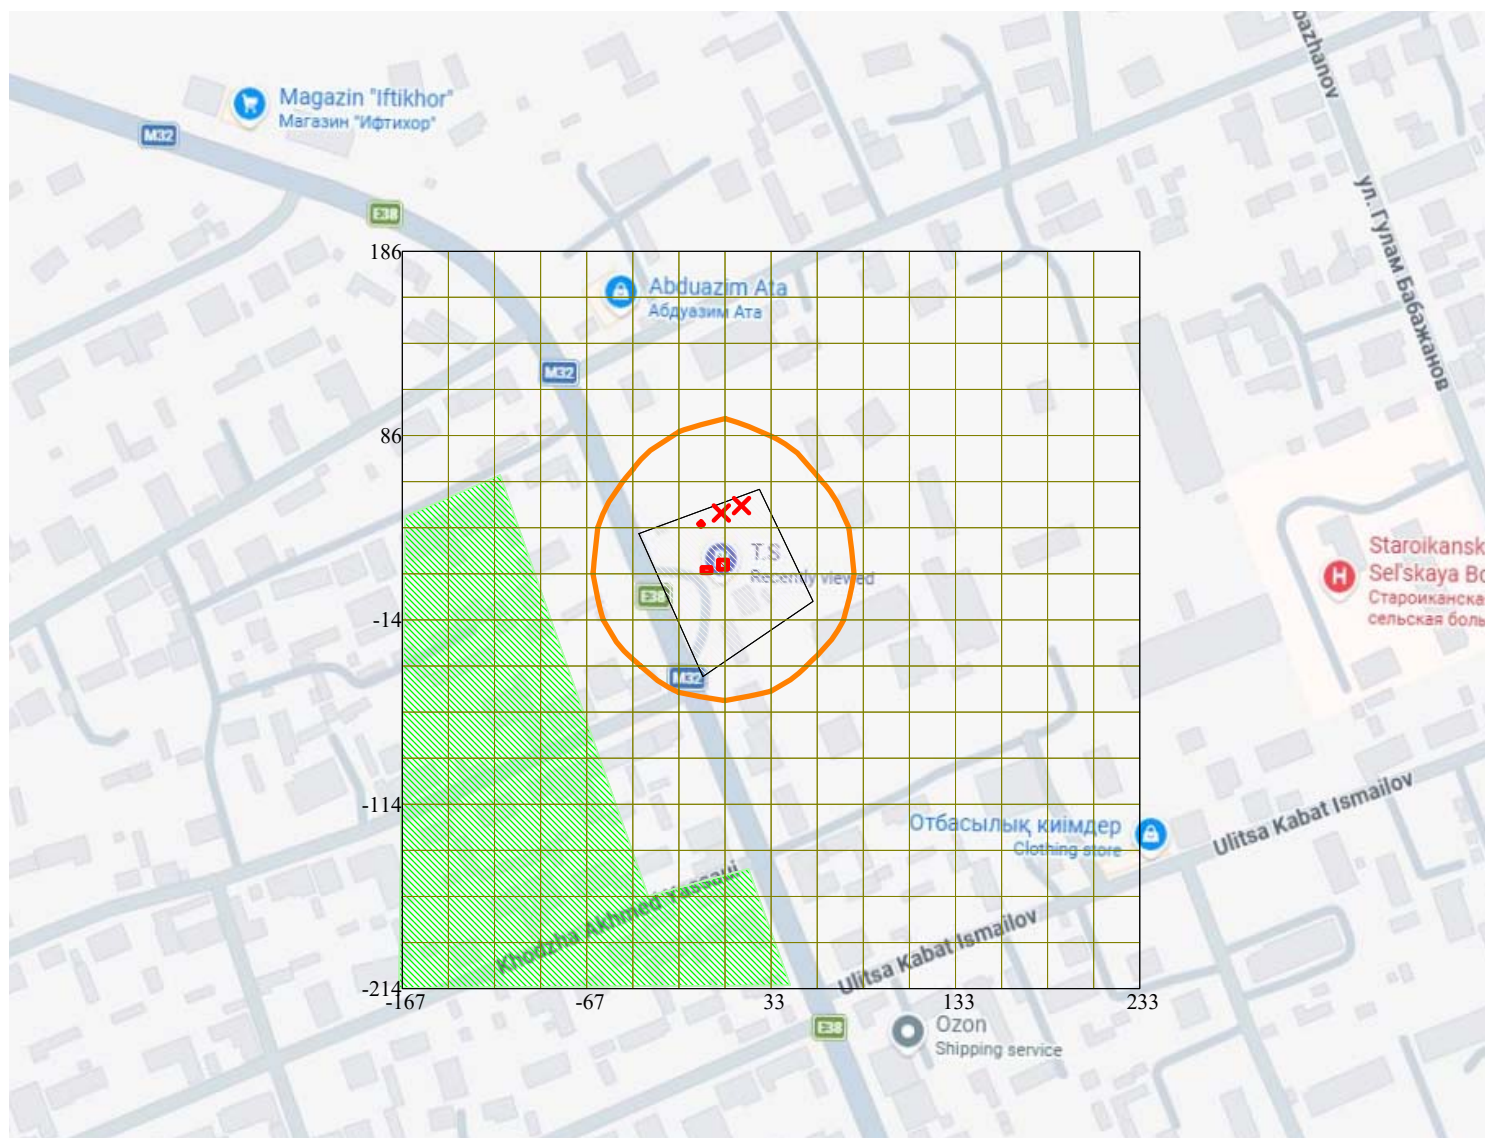 bazhanov
Magazin "Iftikhor"
Магазин "Ифтихор"
M32
E38
ул. Гулам Бабажанов
186
Abduazim Ata
Абдуазим Ата
M32
86
T.S
Recently viewed
E38
Staroikansk
Sel'skaya Bo
Староиканска
сельская боль
-14
M32
-114
Отбасылық киімдер
Clothing store
Ulitsa Kabat Ismailov
Khodzha Akhmed Yassaui
Ulitsa Kabat Ismailov
-214
-167
-67
33
133
233
E38
Ozon
Shipping service